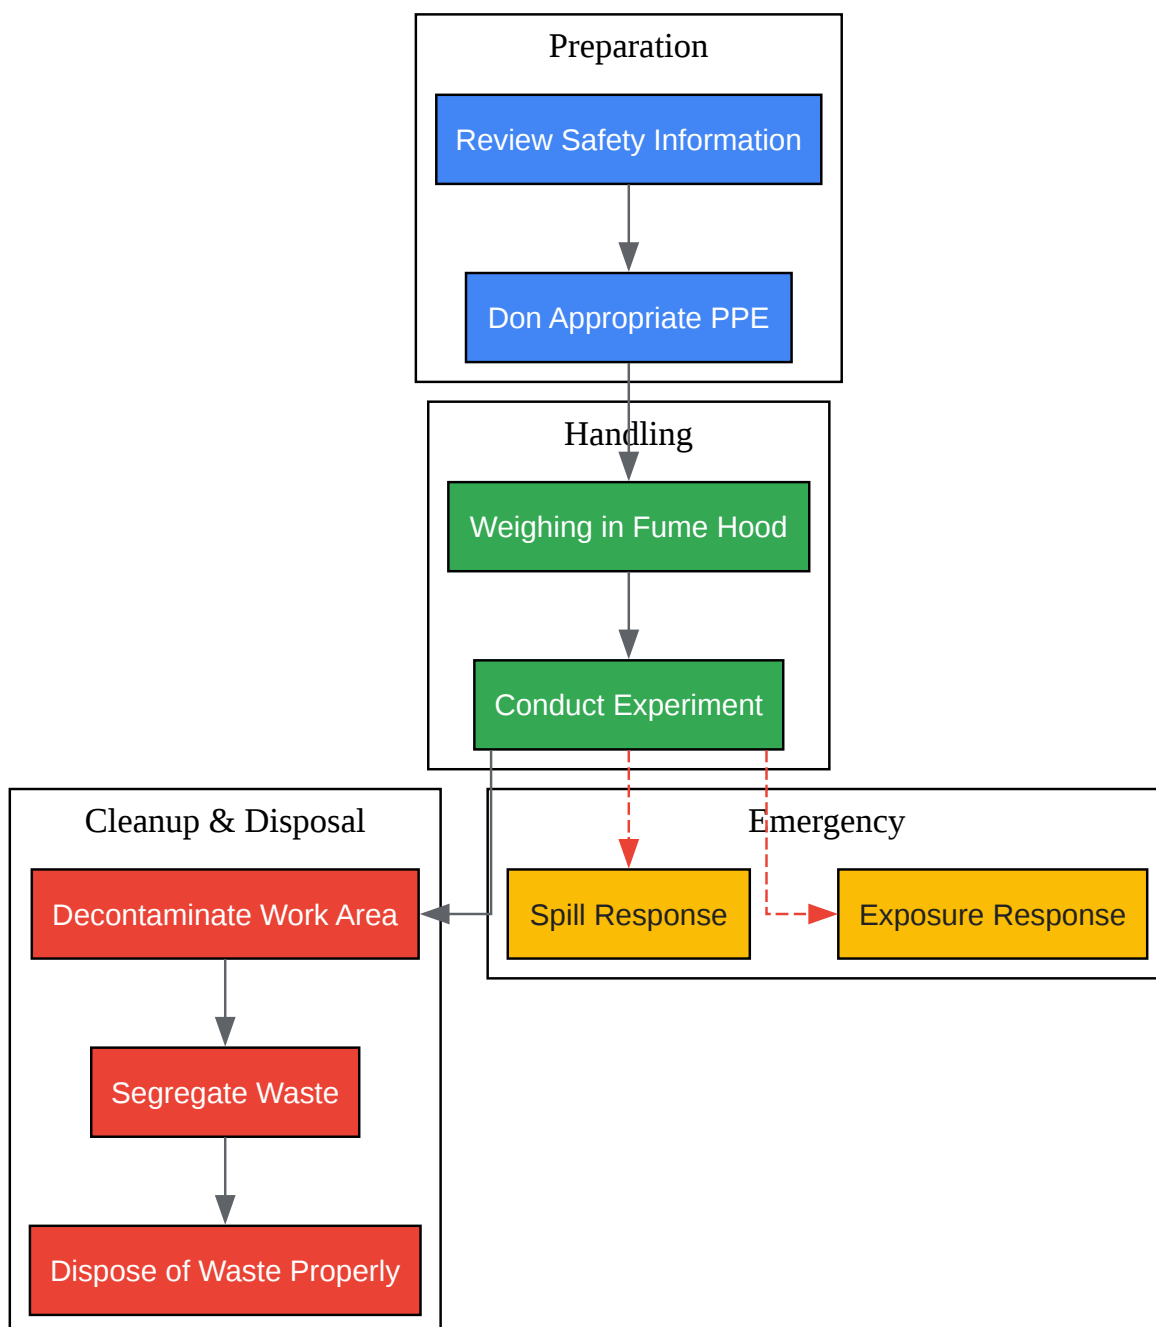 Preparation
Review Safety Information
Don Appropriate PPE
Handling
Weighing in Fume Hood
Conduct Experiment
Cleanup & Disposal
Decontaminate Work Area
Segregate Waste
Dispose of Waste Properly
Emergency
Spill Response
Exposure Response